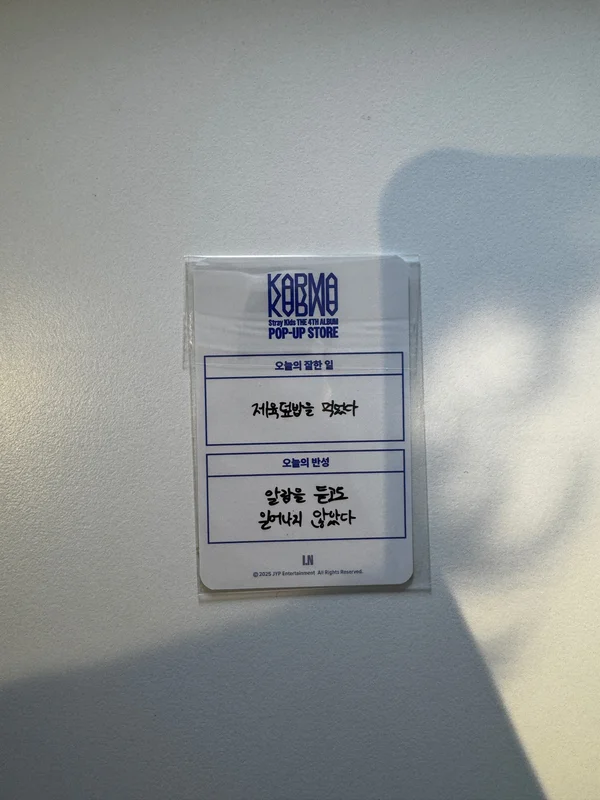 KARMA
Stray Kids THE 4TH ALBUM
POP-UP STORE
오늘의 잘한 일
제육덮밥을 먹었다
오늘의 반성
알람을 듣고도
일어나지 않았다
I.N
© 2025 JYP Entertainment All Rights Reserved.